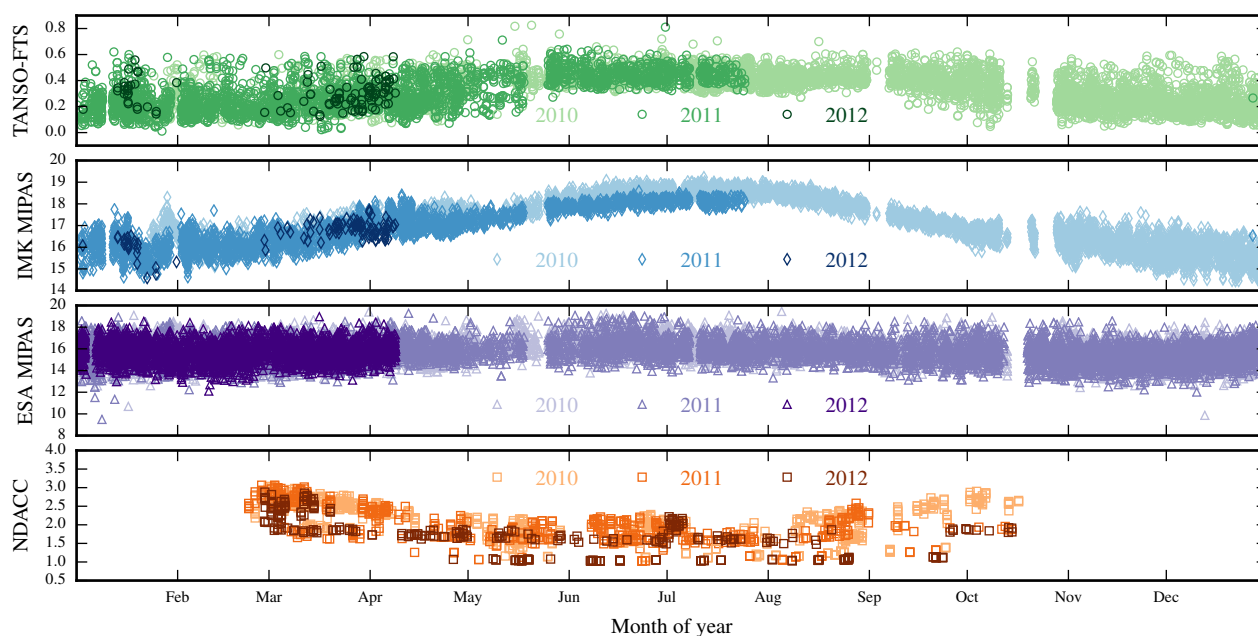 TANSO-FTS
0.8
0.6
0.4
0.2
0.0
2010 2011 2012
IMK MIPAS
20
19
18
17
16
15
14
2010 2011 2012
ESA MIPAS
20
18
16
14
12
10
8
2010 2011 2012
NDACC
4.0
3.5
3.0
2.5
2.0
1.5
1.0
0.5
2010 2011 2012
Feb Mar Apr May Jun Jul Aug Sep Oct Nov Dec
Month of year